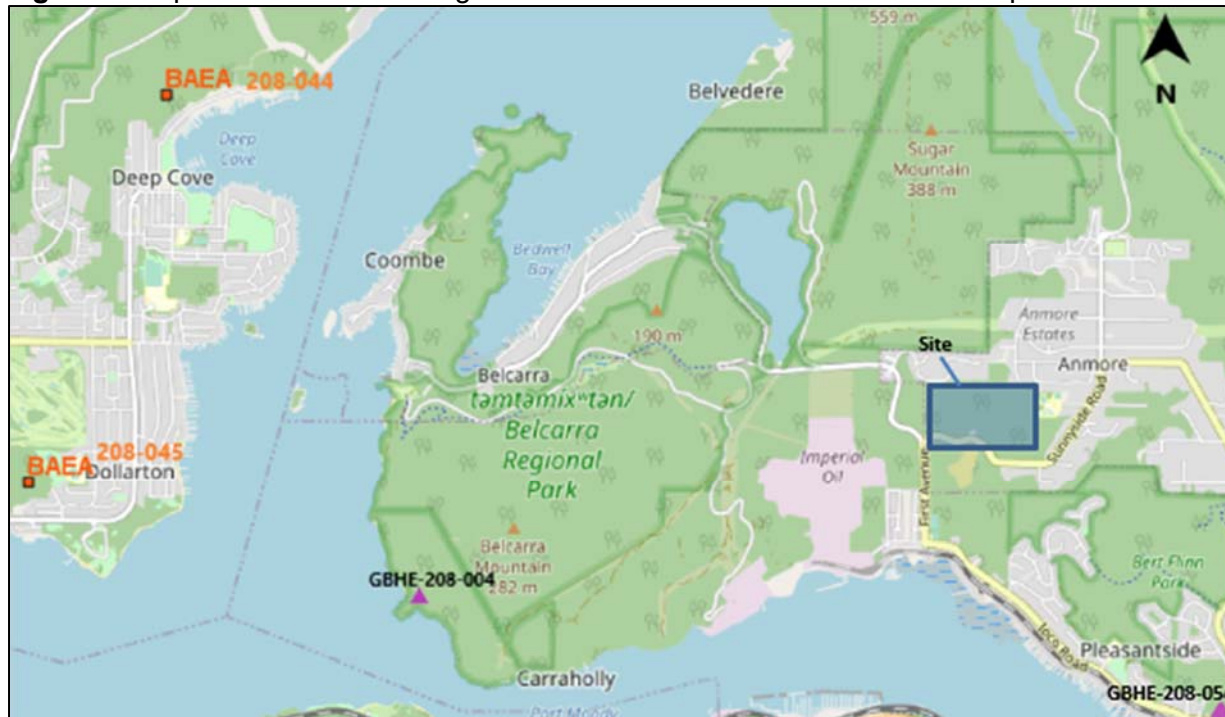 559 m
BAEA 208-044
Belvedere
N
Deep
Cove
Sugar
Mountain
388 m
Deep Cove
Coombe
Bedwell
Bay
Anmore
Estates
190 m
Site
Anmore
Belcarra
təmtəmíxʷtən/
Belcarra
Regional
Park
Sunnyside Road
208-045
BAEA Dollarton
Imperial
Oil
First Avenue
Belcarra
Mountain
282 m
GBHE-208-004
Bert Flinn
Park
Ioco Road
Pleasantside
Carraholly
GBHE-208-05
Port Moody